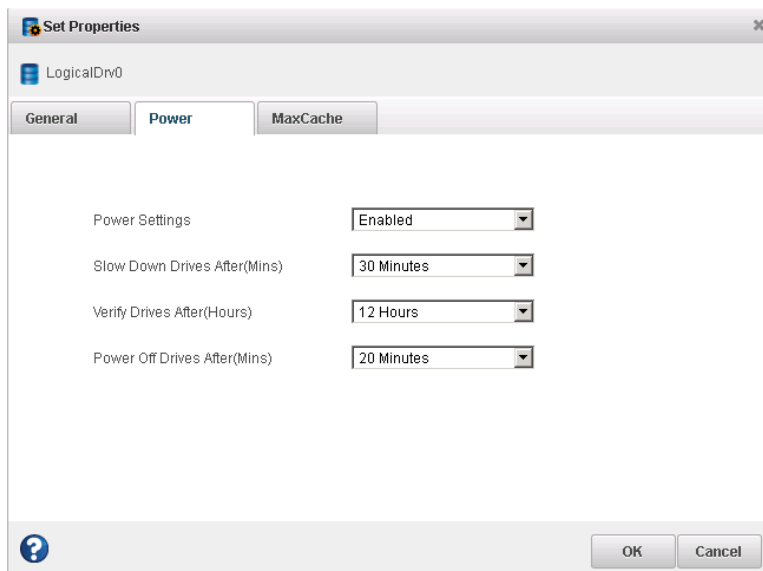 Set Properties
LogicalDrv0
General Power MaxCache
Power Settings Enabled
Slow Down Drives After(Mins) 30 Minutes
Verify Drives After(Hours) 12 Hours
Power Off Drives After(Mins) 20 Minutes
? OK Cancel